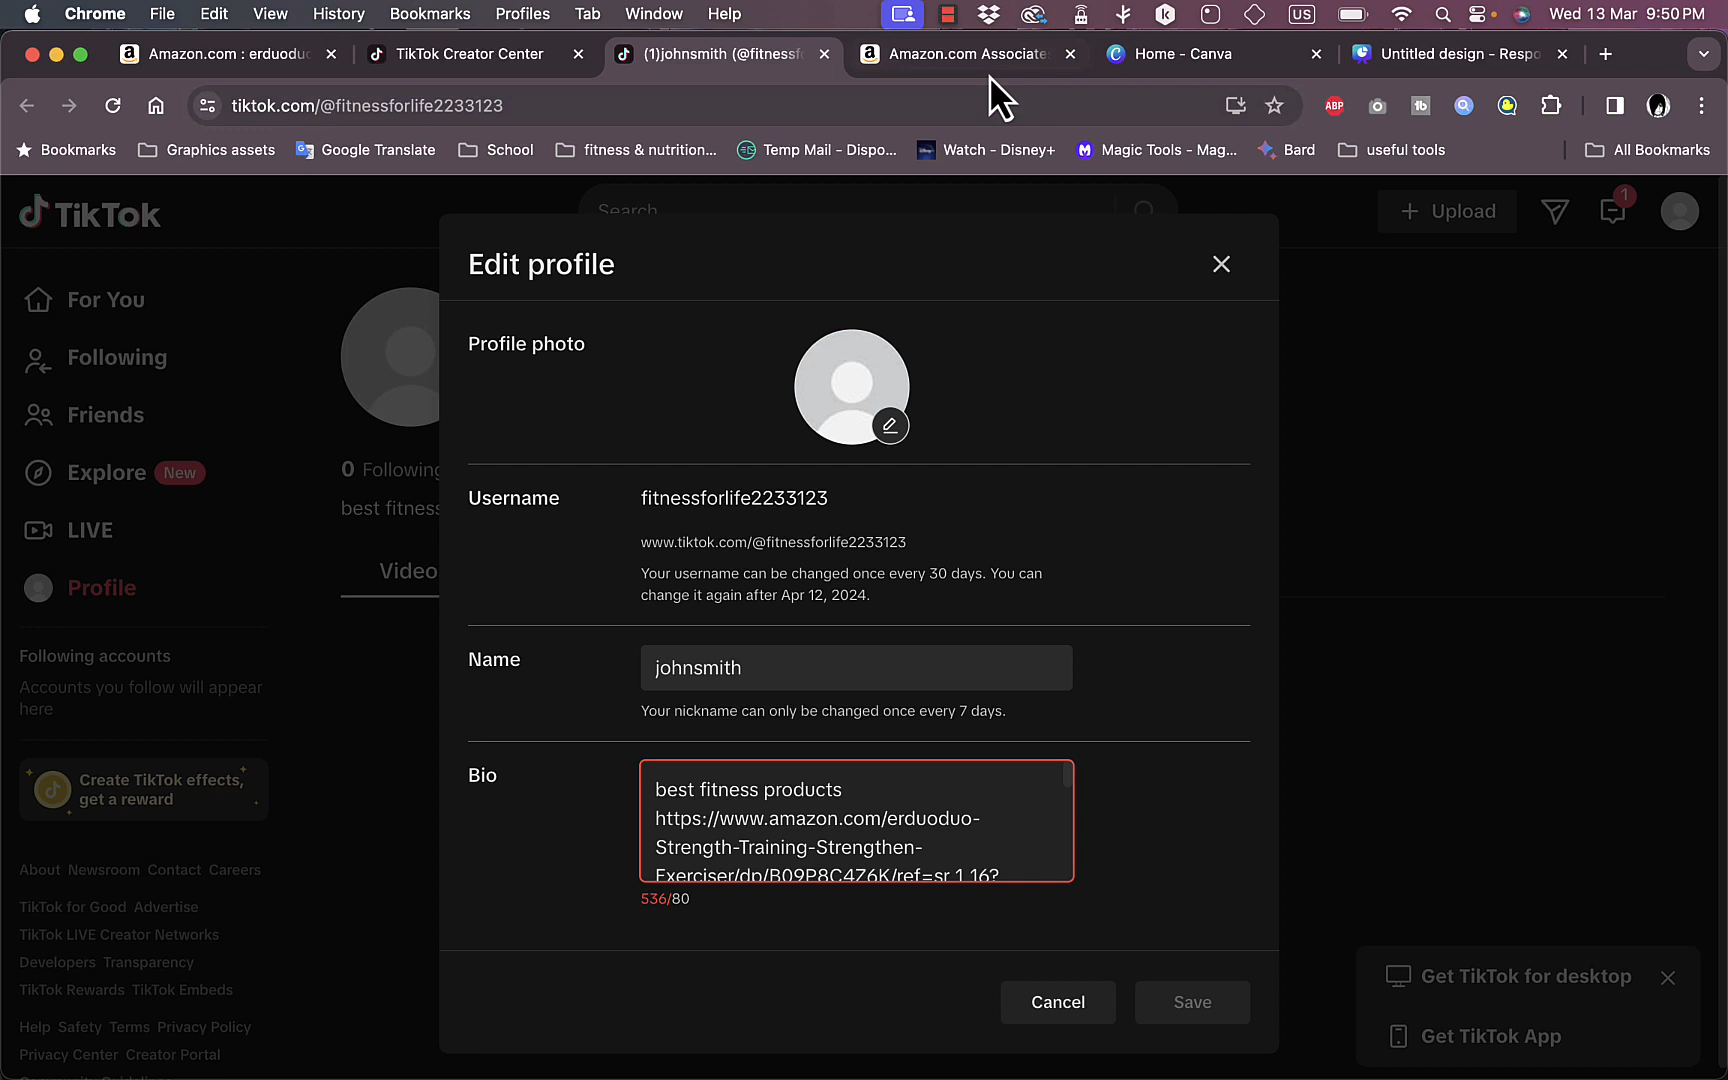 Chrome File Edit View History Bookmarks Profiles Tab Window Help US Wed 13 Mar 9:50 PM
Amazon.com : erduodu TikTok Creator Center (1)johnsmith (@fitnessf Amazon.com Associate Home - Canva Untitled design - Respo
tiktok.com/@fitnessforlife2233123 ABP tb
Bookmarks Graphics assets Google Translate School fitness & nutrition... Temp Mail - Dispo... Watch - Disney+ Magic Tools - Mag... Bard useful tools All Bookmarks
TikTok Search Upload 1
Edit profile
For You
Following
Friends
Explore New
LIVE
Profile
Following accounts
Accounts you follow will appear
here
Create TikTok effects,
get a reward
About Newsroom Contact Careers
TikTok for Good Advertise
TikTok LIVE Creator Networks
Developers Transparency
TikTok Rewards TikTok Embeds
Help Safety Terms Privacy Policy
Privacy Center Creator Portal
0 Following
best fitness
Video
Profile photo
Username fitnessforlife2233123
www.tiktok.com/@fitnessforlife2233123
Your username can be changed once every 30 days. You can
change it again after Apr 12, 2024.
Name johnsmith
Your nickname can only be changed once every 7 days.
Bio best fitness products
https://www.amazon.com/erduoduo-
Strength-Training-Strengthen-
Exerciser/dp/B09P8C4Z6K/ref=sr_1_16?
536/80
Cancel Save
Get TikTok for desktop
Get TikTok App